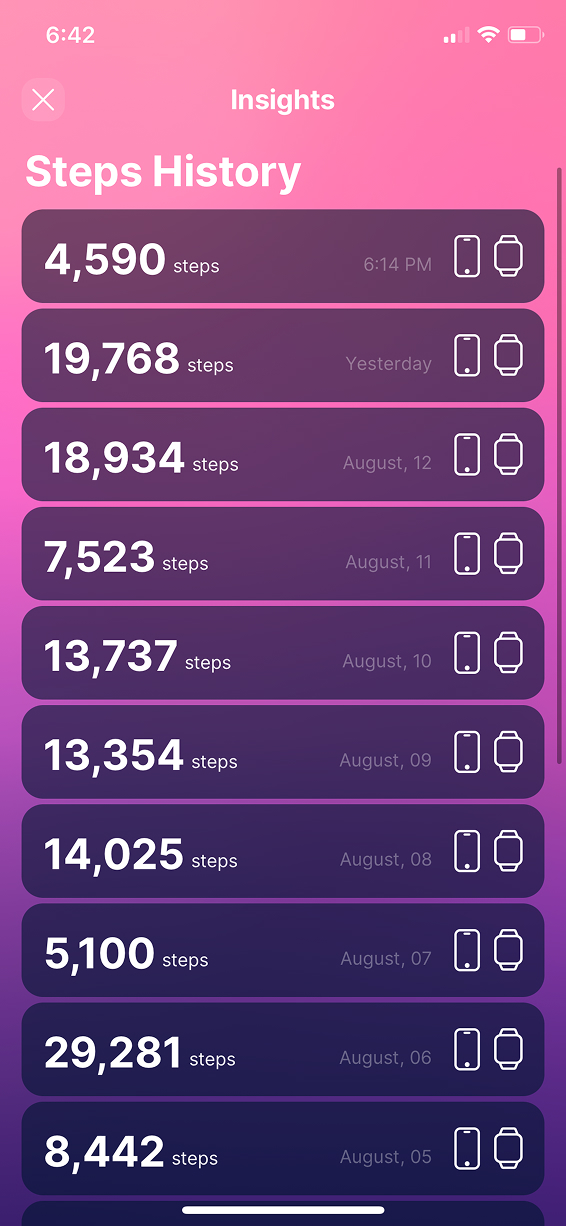 6:42
Insights
Steps History
4,590 steps 6:14 PM
19,768 steps Yesterday
18,934 steps August, 12
7,523 steps August, 11
13,737 steps August, 10
13,354 steps August, 09
14,025 steps August, 08
5,100 steps August, 07
29,281 steps August, 06
8,442 steps August, 05